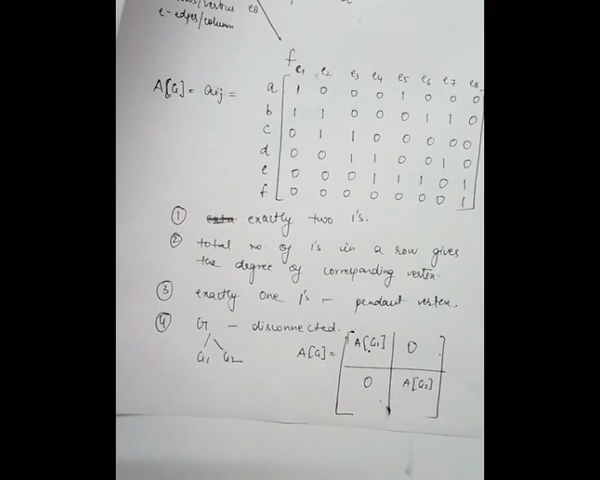 e-edges/column
f
e1 e2 e3 e4 e5 e6 e7 e8
A[G] = aij =
a 1 0 0 0 1 0 0 0
b 1 1 0 0 0 1 1 0
c 0 1 1 0 0 0 0 0
d 0 0 1 1 0 0 1 0
e 0 0 0 1 1 1 0 1
f 0 0 0 0 0 0 0 1
① exactly two 1's.
② total no. of 1's in a row gives
the degree of corresponding vertex.
③ exactly one 1's - pendant vertex.
④ G - disconnected.
G1 G2
A[G] =
A[G1] 0
0 A[G2]